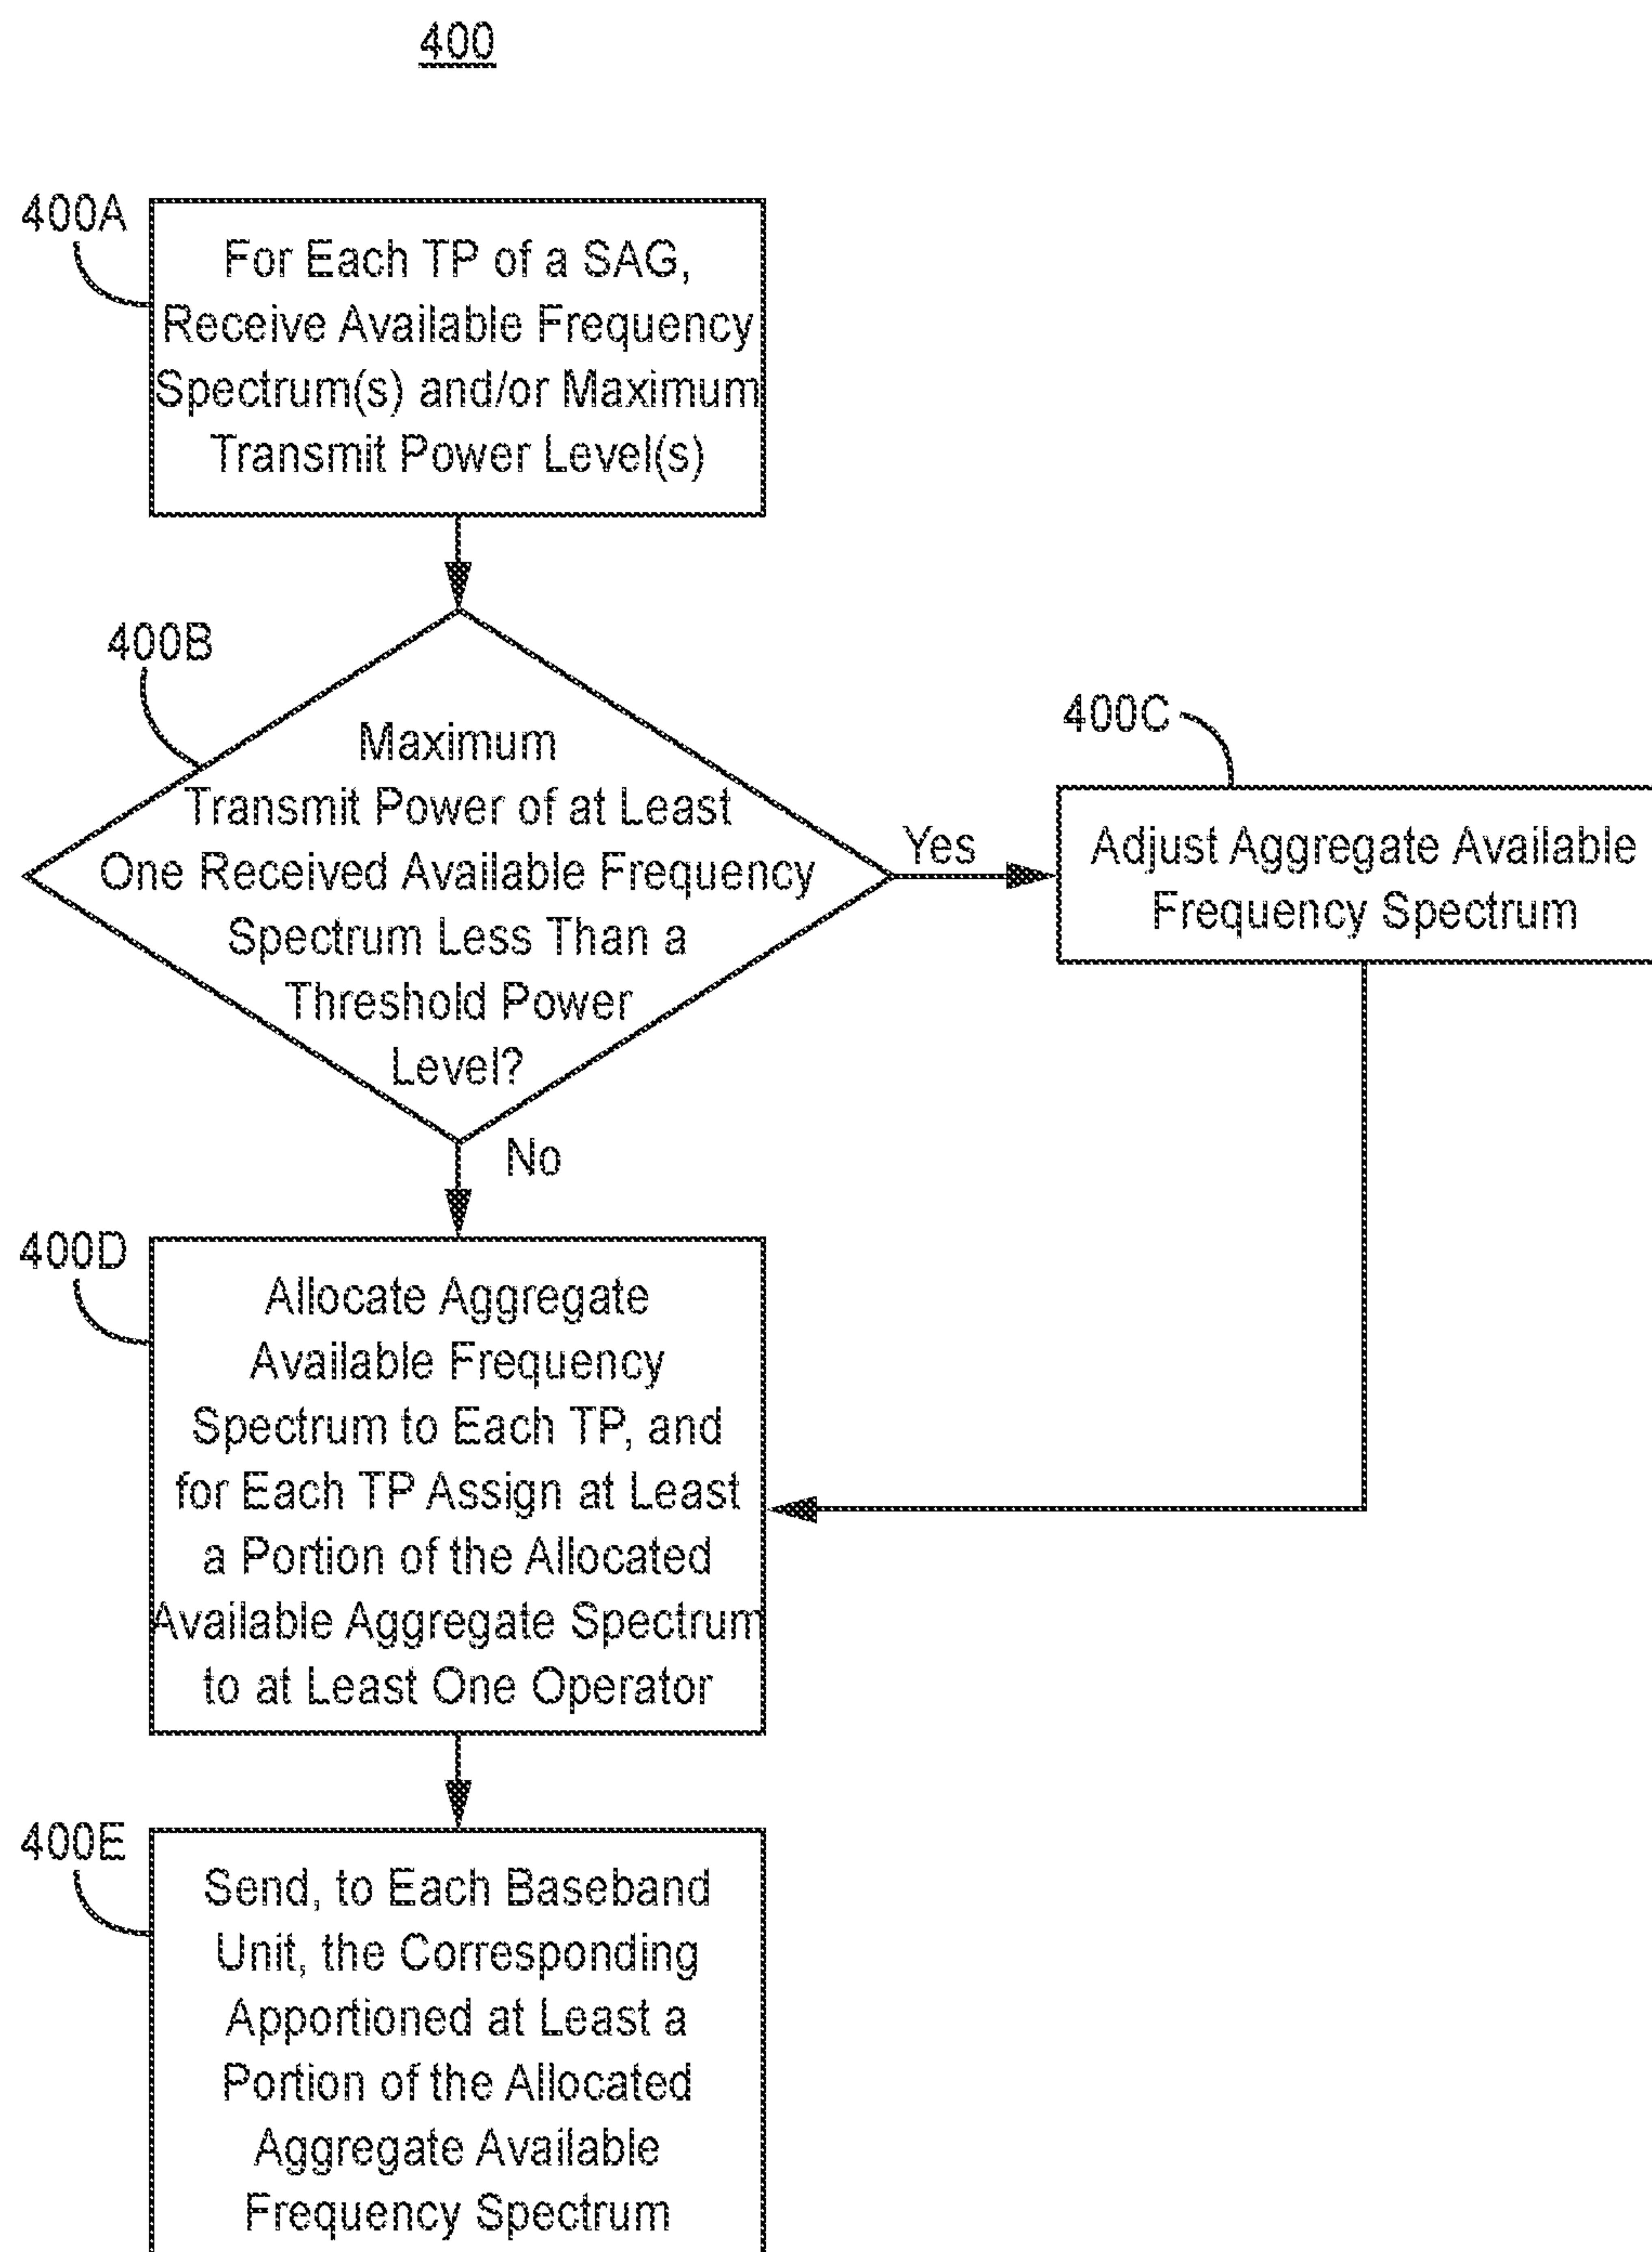 400
400A
For Each TP of a SAG,
Receive Available Frequency
Spectrum(s) and/or Maximum
Transmit Power Level(s)
400B
Maximum
Transmit Power of at Least
One Received Available Frequency
Spectrum Less Than a
Threshold Power
Level?
Yes
400C
Adjust Aggregate Available
Frequency Spectrum
No
400D
Allocate Aggregate
Available Frequency
Spectrum to Each TP, and
for Each TP Assign at Least
a Portion of the Allocated
Available Aggregate Spectrum
to at Least One Operator
400E
Send, to Each Baseband
Unit, the Corresponding
Apportioned at Least a
Portion of the Allocated
Aggregate Available
Frequency Spectrum